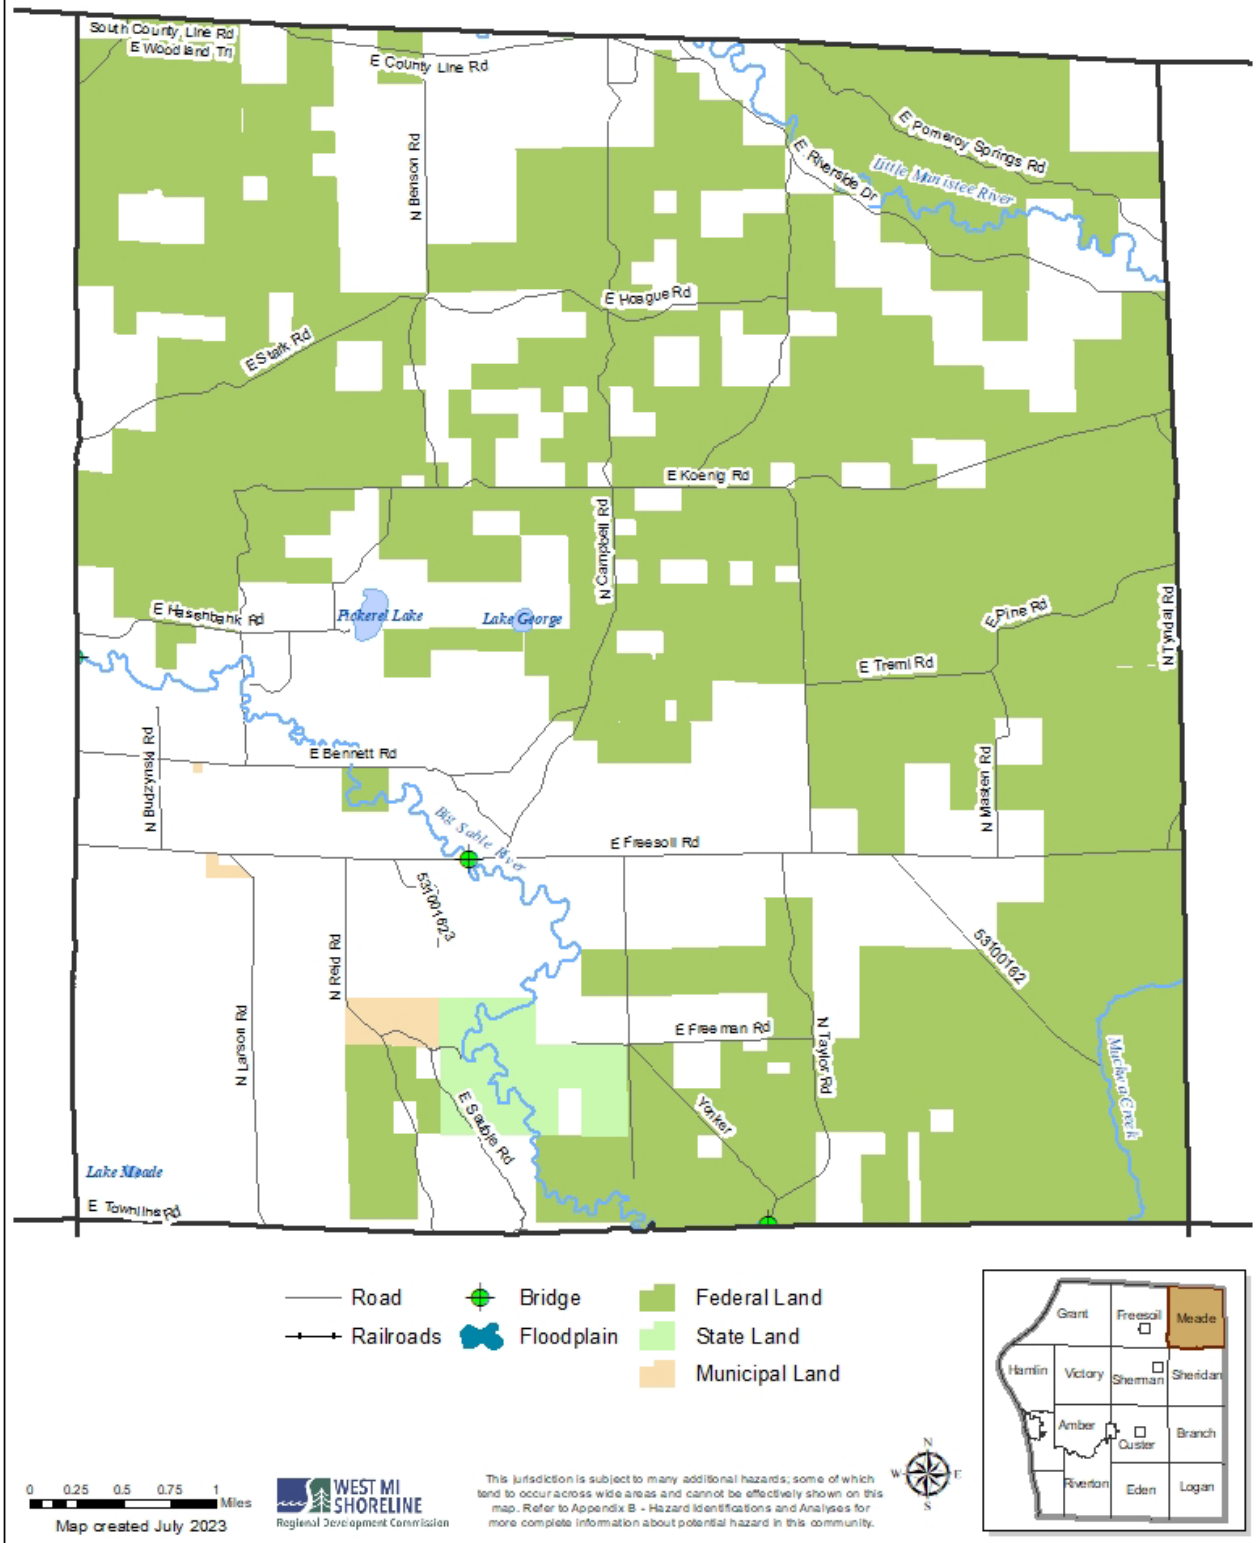 South County Line Rd
E Woodland Trl
E County Line Rd
N Benson Rd
E Pomeroy Springs Rd
E Riverside Dr
Little Manistee River
E Hoague Rd
E Stark Rd
E Koenig Rd
N Campbell Rd
E Haschbank Rd
Pickerel Lake
Lake George
E Pine Rd
N Tyndal Rd
E Treml Rd
N Budzynski Rd
E Bennett Rd
N Masten Rd
Big Sable River
E Freesoil Rd
531001623
53100162
N Reid Rd
N Larson Rd
E Freeman Rd
N Taylor Rd
Muckwa Creek
E Sauble Rd
Yonker
Lake Meade
E Townline Rd
Road
Bridge
Federal Land
Railroads
Floodplain
State Land
Municipal Land
Grant
Freesoil
Meade
Hamlin
Victory
Sherman
Sheridan
Amber
Custer
Branch
Riverton
Eden
Logan
0 0.25 0.5 0.75 1
Miles
Map created July 2023
WEST MI
SHORELINE
Regional Development Commission
This jurisdiction is subject to many additional hazards; some of which
tend to occur across wide areas and cannot be effectively shown on this
map. Refer to Appendix B - Hazard Identifications and Analyses for
more complete information about potential hazard in this community.
N
W
E
S